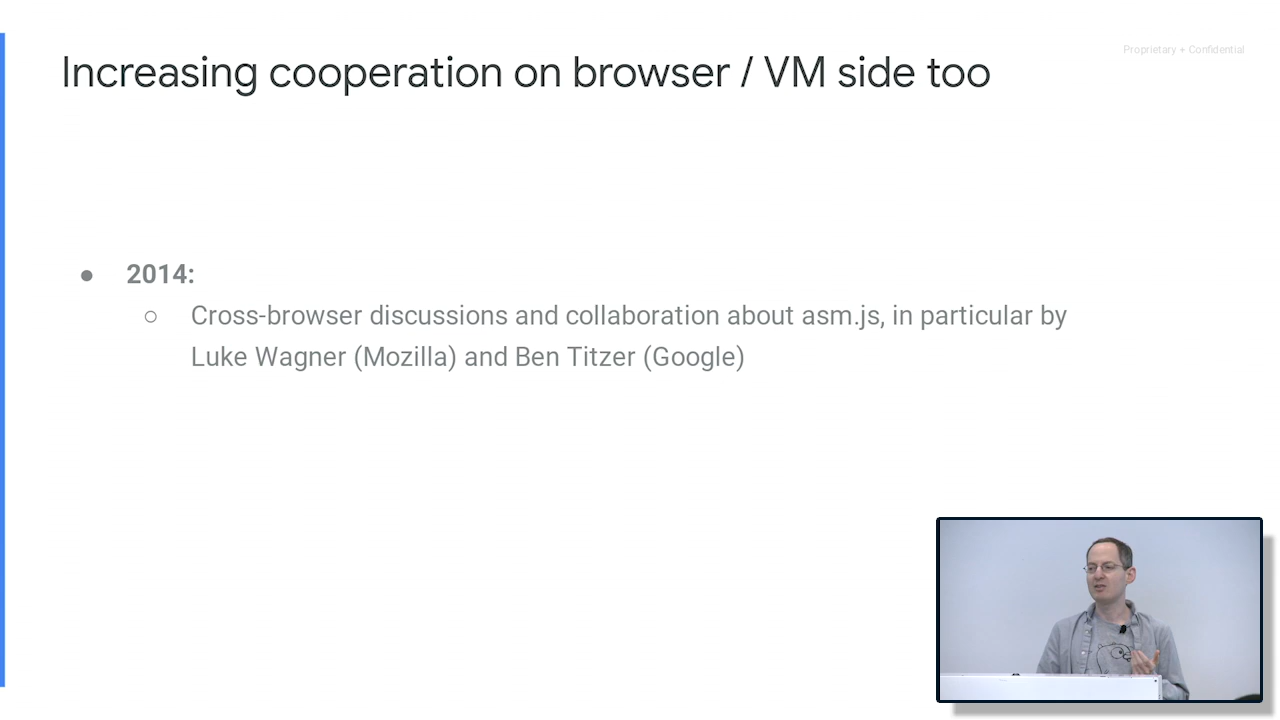 Proprietary + Confidential
Increasing cooperation on browser / VM side too
● 2014:
○ Cross-browser discussions and collaboration about asm.js, in particular by
Luke Wagner (Mozilla) and Ben Titzer (Google)